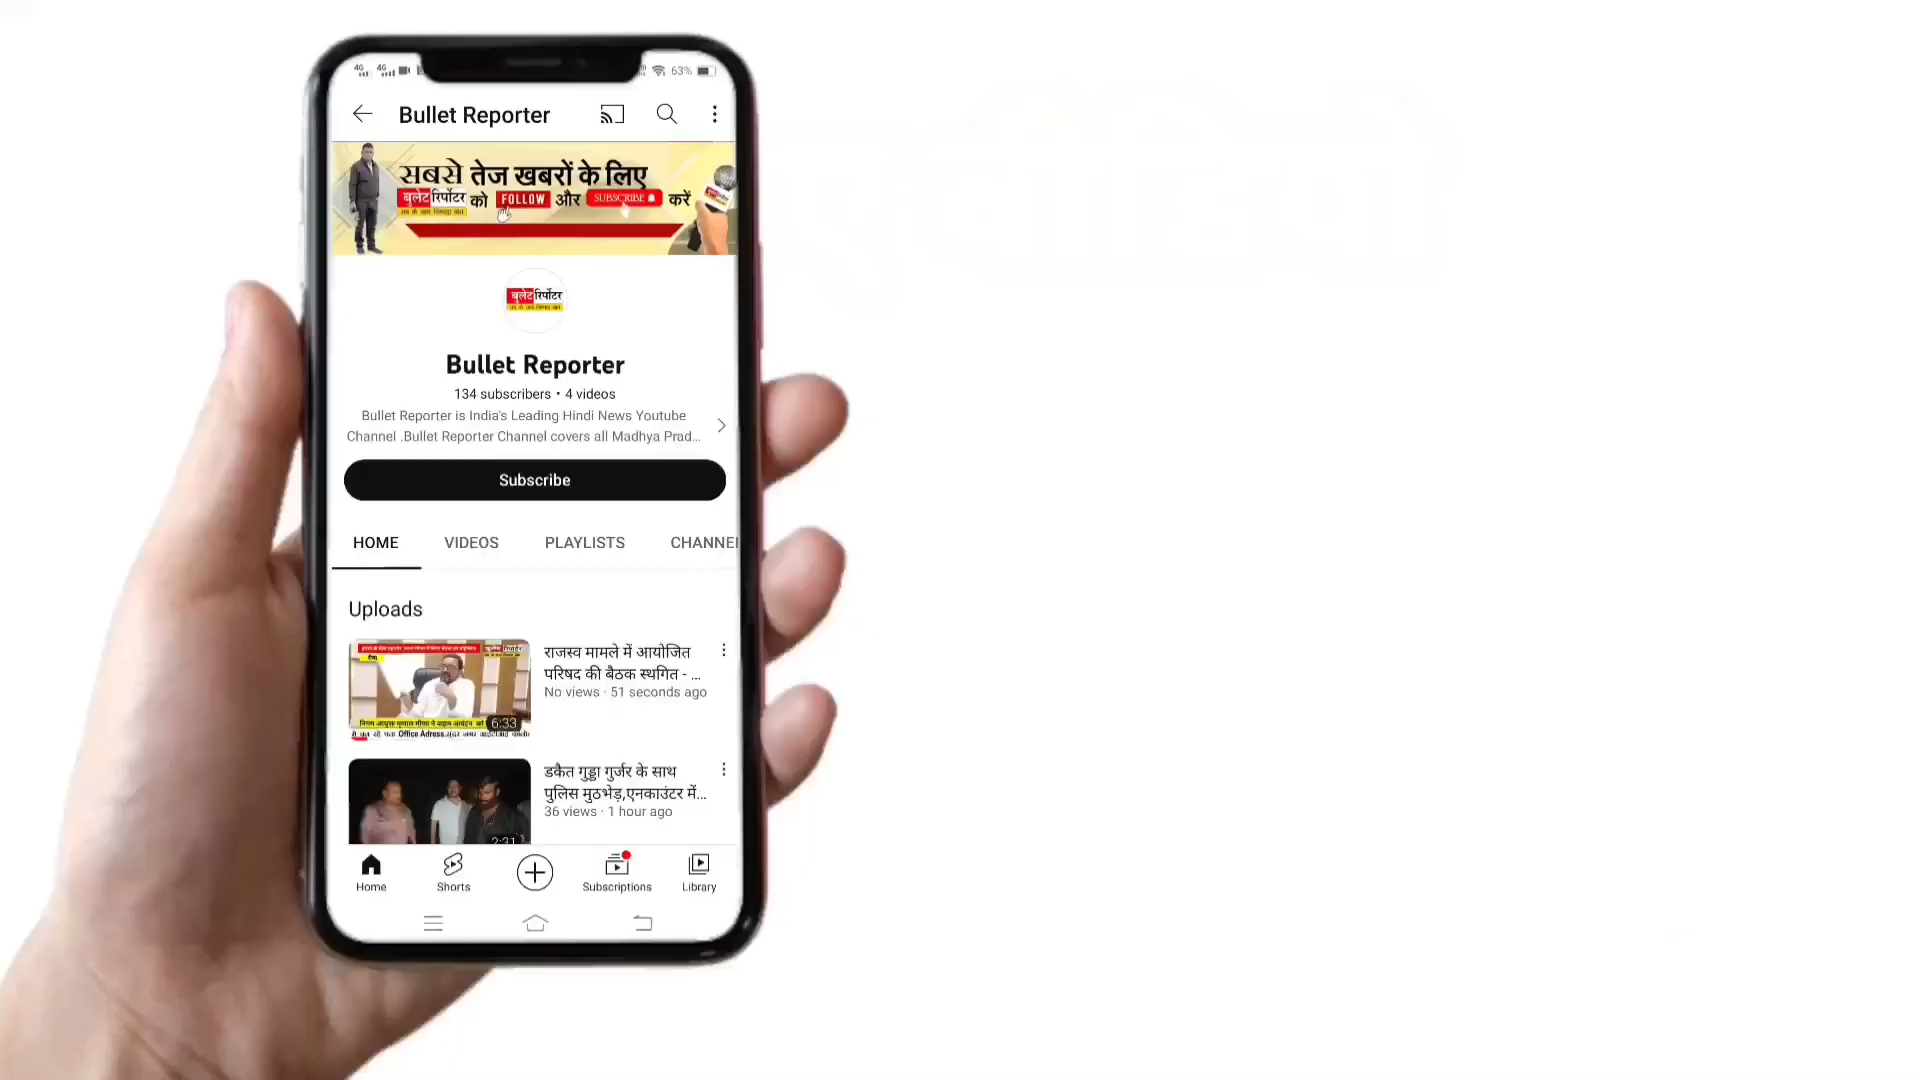 63%
Bullet Reporter
सबसे तेज खबरों के लिए
बुलेट रिर्पोटर को FOLLOW और SUBSCRIBE करें
बुलेट रिर्पोटर
Bullet Reporter
134 subscribers • 4 videos
Bullet Reporter is India's Leading Hindi News Youtube
Channel .Bullet Reporter Channel covers all Madhya Prad...
Subscribe
HOME VIDEOS PLAYLISTS CHANNEL
Uploads
राजस्व मामले में आयोजित
परिषद की बैठक स्थगित - ...
No views · 51 seconds ago
6:33
Office Adress
डकैत गुड्डा गुर्जर के साथ
पुलिस मुठभेड़,एनकाउंटर में...
36 views · 1 hour ago
2:31
Home Shorts Subscriptions Library